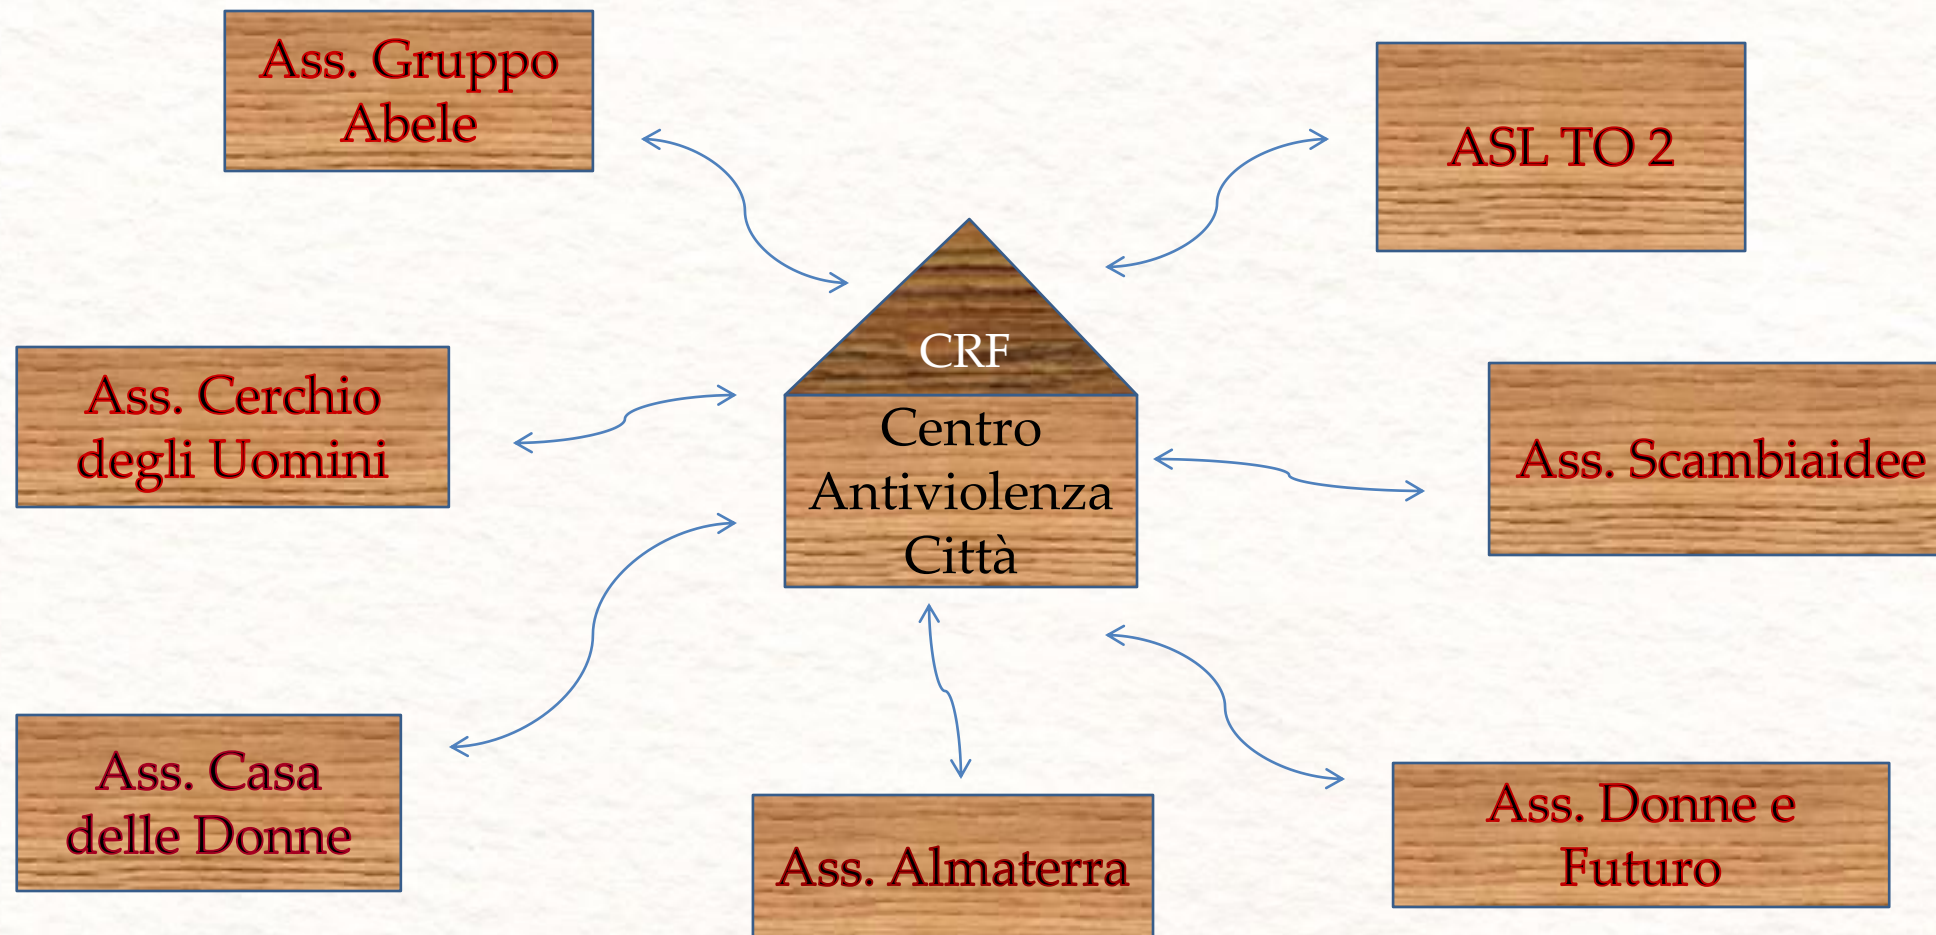 Ass. Gruppo
Abele
ASL TO 2
CRF
Centro
Antiviolenza
Città
Ass. Cerchio
degli Uomini
Ass. Scambiaidee
Ass. Casa
delle Donne
Ass. Almaterra
Ass. Donne e
Futuro